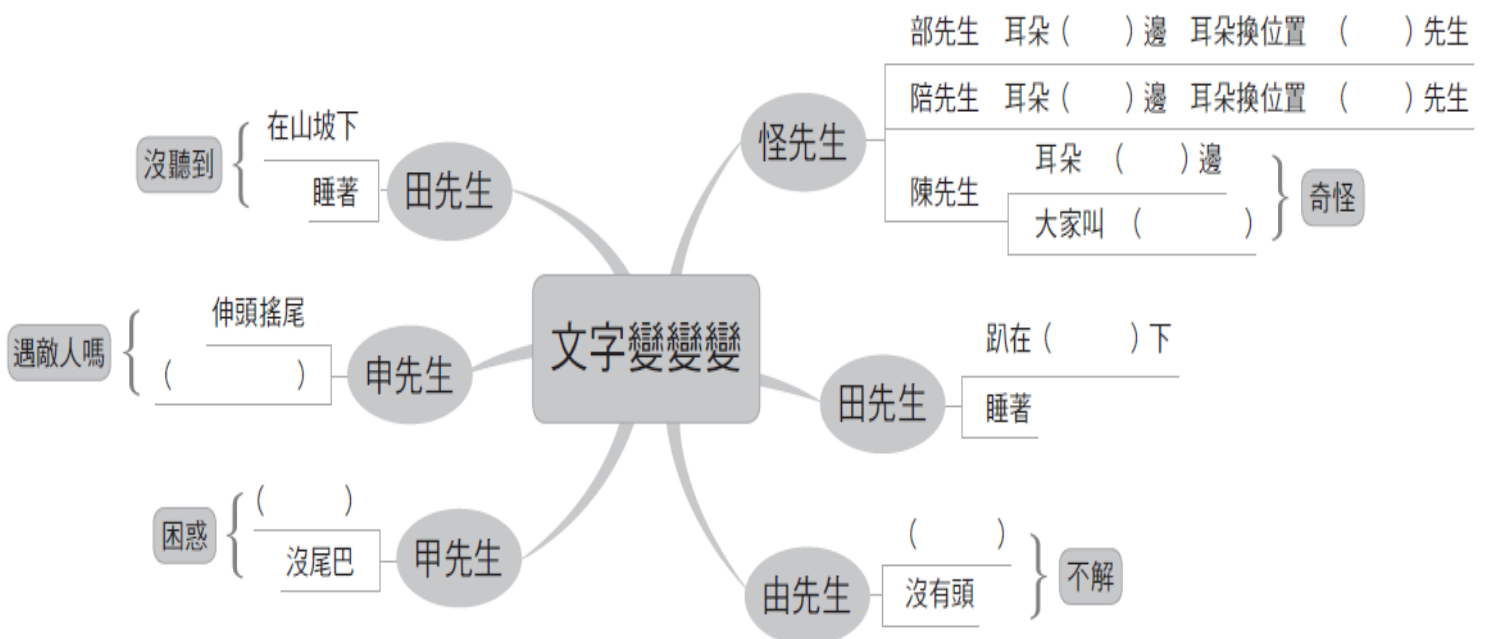 文字變變變
怪先生
部先生 耳朵（ ）邊 耳朵換位置 （ ）先生
陪先生 耳朵（ ）邊 耳朵換位置 （ ）先生
陳先生
耳朵 （ ）邊
大家叫 （ ）
奇怪
田先生
趴在（ ）下
睡著
由先生
（ ）
沒有頭
不解
甲先生
（ ）
沒尾巴
困惑
申先生
伸頭搖尾
（ ）
遇敵人嗎
田先生
在山坡下
睡著
沒聽到